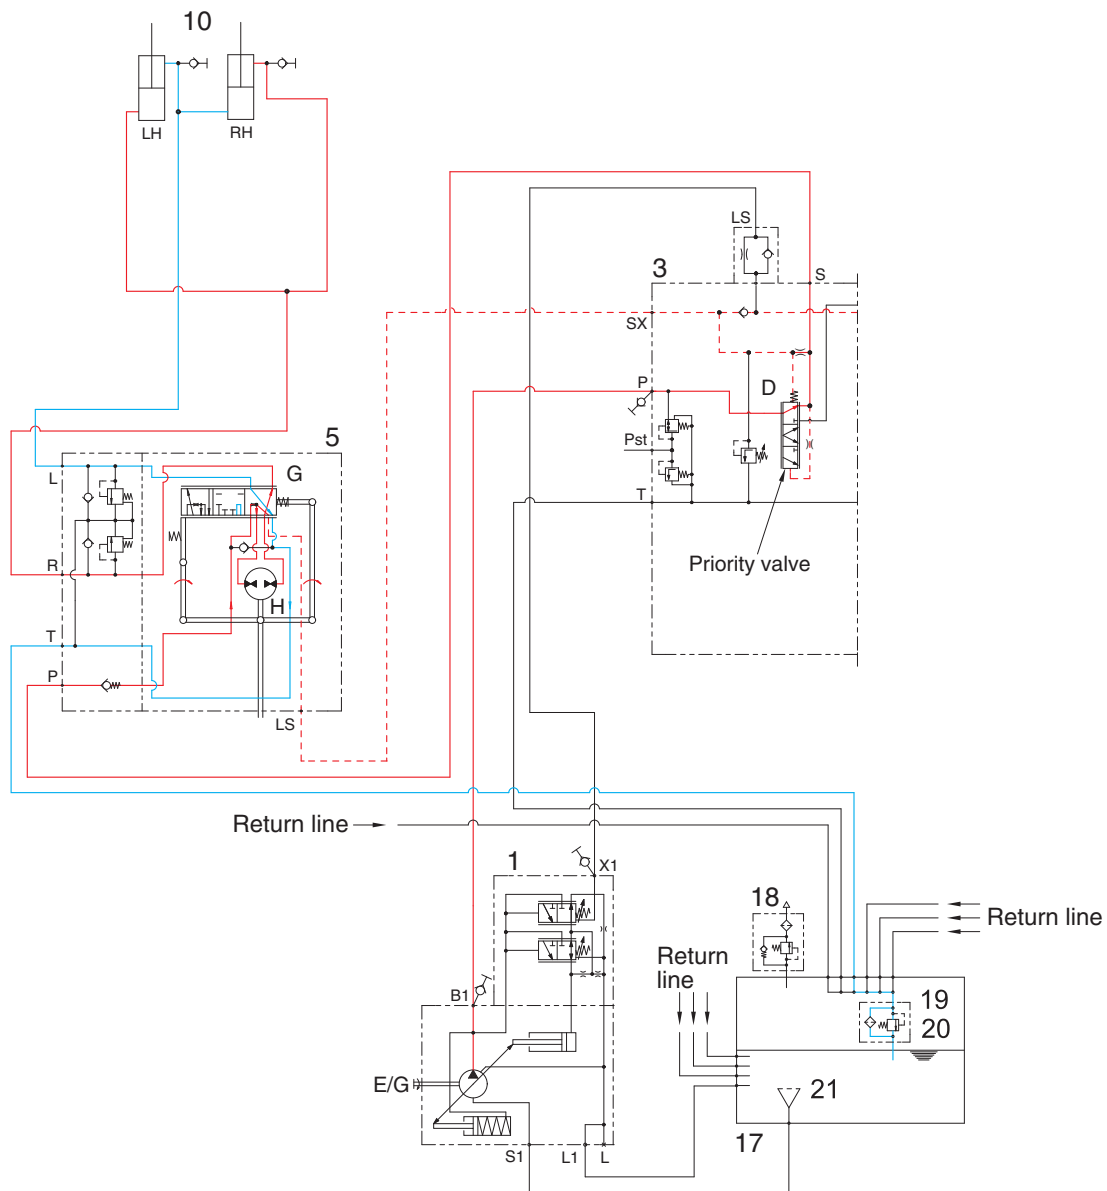 10
LH
RH
LS
3
S
SX
P
D
Pst
T
Priority valve
5
L
G
R
H
T
P
LS
Return line
1
X1
18
Return line
Return
line
B1
19
20
E/G
21
17
S1
L1
L